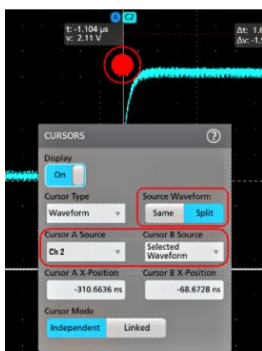 A C2
t: -1.104 µs
v: 2.11 V
Δt: 1.6
Δv: -1.9
CURSORS ?
Display
On
Cursor Type
Source Waveform
Waveform
Same Split
Cursor A Source
Cursor B Source
Ch 2
Selected Waveform
Cursor A X-Position
Cursor B X-Position
-310.6636 ns
-68.6728 ns
Cursor Mode
Independent Linked